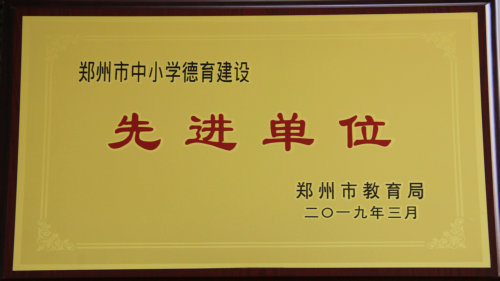 郑州市中小学德育建设
先进单位
郑州市教育局
二〇一九年三月